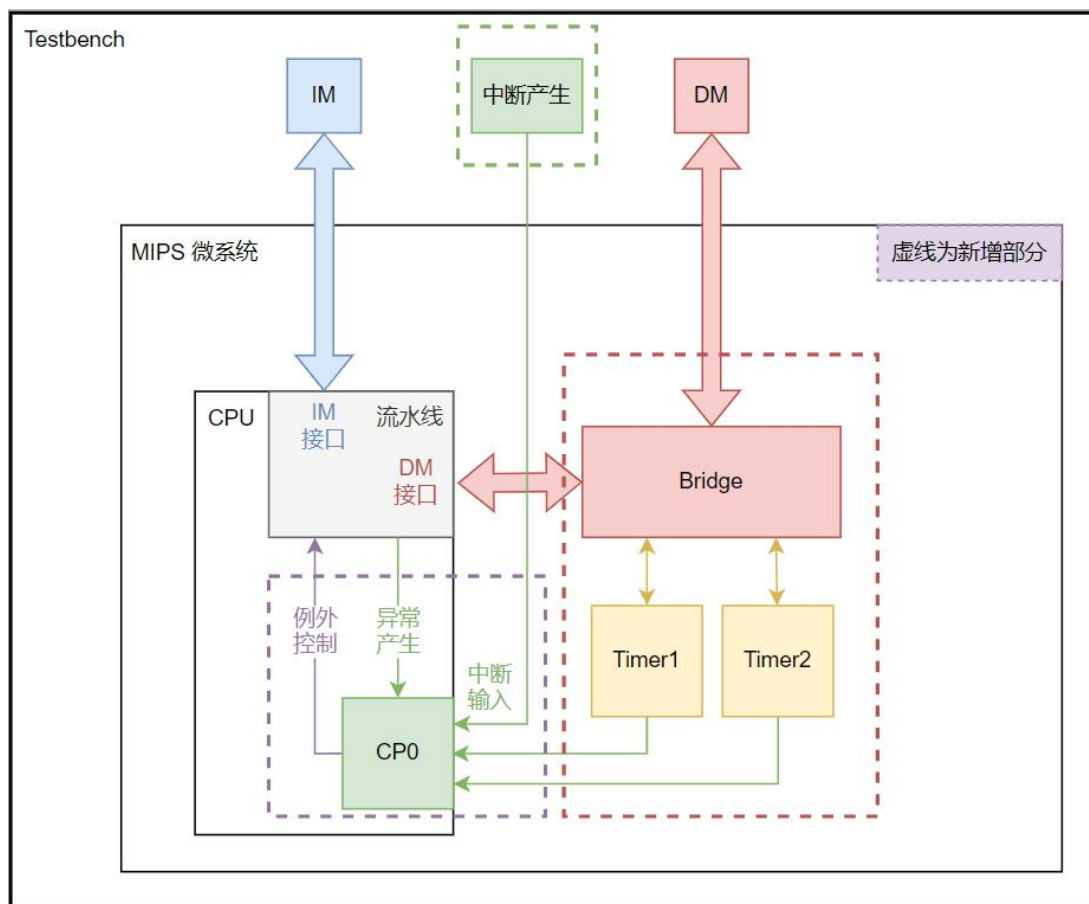 Testbench
IM
中断产生
DM
MIPS 微系统
虚线为新增部分
CPU
IM
接口
流水线
DM
接口
Bridge
例外
控制
异常
产生
中断
输入
Timer1
Timer2
CP0